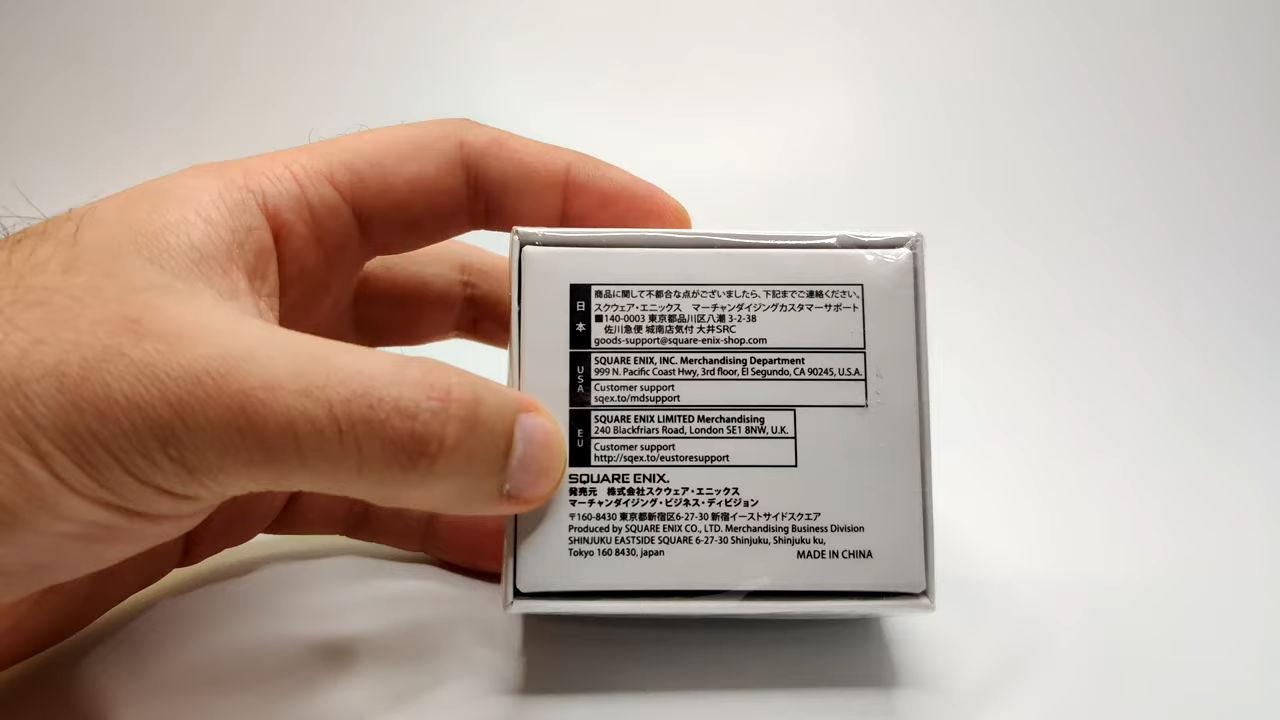 日本
商品に関して不都合な点がございましたら、下記までご連絡ください。
スクウェア・エニックス　マーチャンダイジングカスタマーサポート
■140-0003 東京都品川区八潮 3-2-38
佐川急便 城南店気付 大井SRC
goods-support@square-enix-shop.com
USA
SQUARE ENIX, INC. Merchandising Department
999 N. Pacific Coast Hwy, 3rd floor, El Segundo, CA 90245, U.S.A.
Customer support
sqex.to/mdsupport
EU
SQUARE ENIX LIMITED Merchandising
240 Blackfriars Road, London SE1 8NW, U.K.
Customer support
http://sqex.to/eustoresupport
SQUARE ENIX.
発売元　株式会社スクウェア・エニックス
マーチャンダイジング・ビジネス・ディビジョン
〒160-8430 東京都新宿区6-27-30 新宿イーストサイドスクエア
Produced by SQUARE ENIX CO., LTD. Merchandising Business Division
SHINJUKU EASTSIDE SQUARE 6-27-30 Shinjuku, Shinjuku ku,
Tokyo 160 8430, japan
MADE IN CHINA